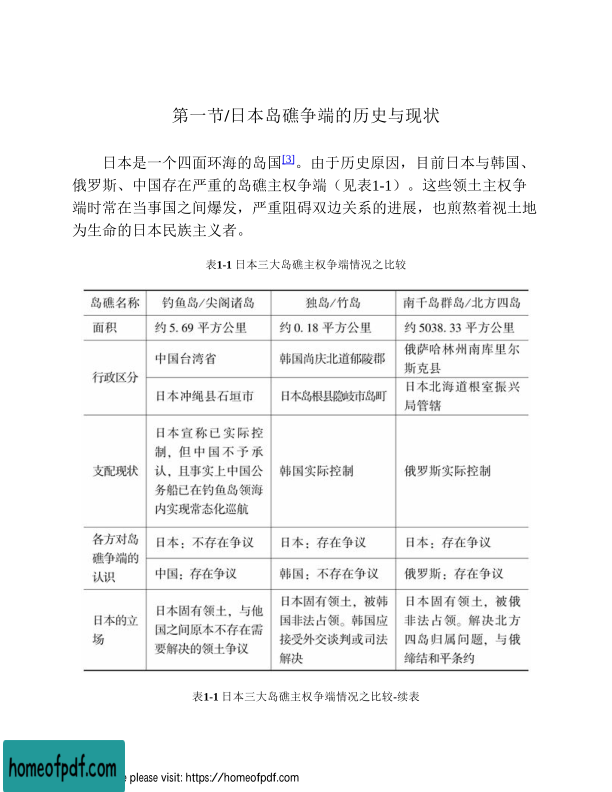 第一节/日本岛礁争端的历史与现状
日本是一个四面环海的岛国[3]。由于历史原因，目前日本与韩国、
俄罗斯、中国存在严重的岛礁主权争端（见表1-1）。这些领土主权争
端时常在当事国之间爆发，严重阻碍双边关系的进展，也煎熬着视土地
为生命的日本民族主义者。
表1-1 日本三大岛礁主权争端情况之比较
岛礁名称 钓鱼岛/尖阁诸岛 独岛/竹岛 南千岛群岛/北方四岛
面积 约5.69 平方公里 约0.18 平方公里 约5038.33 平方公里
行政区分
中国台湾省
韩国尚庆北道郁陵郡
俄萨哈林州南库里尔
斯克县
日本冲绳县石垣市
日本岛根县隐岐市岛町
日本北海道根室振兴
局管辖
支配现状
日本宣称已实际控
制，但中国不予承
认，且事实上中国公
务船已在钓鱼岛领海
内实现常态化巡航
韩国实际控制
俄罗斯实际控制
各方对岛
礁争端的
认识
日本：不存在争议
日本：存在争议
日本：存在争议
中国：存在争议
韩国：不存在争议
俄罗斯：存在争议
日本的立
场
日本固有领土，与他
国之间原本不存在需
要解决的领土争议
日本固有领土，被韩
国非法占领。韩国应
接受外交谈判或司法
解决
日本固有领土，被俄
非法占领。解决北方
四岛归属问题，与俄
缔结和平条约
表1-1 日本三大岛礁主权争端情况之比较-续表
homeofpdf.com
e please visit: https://homeofpdf.com